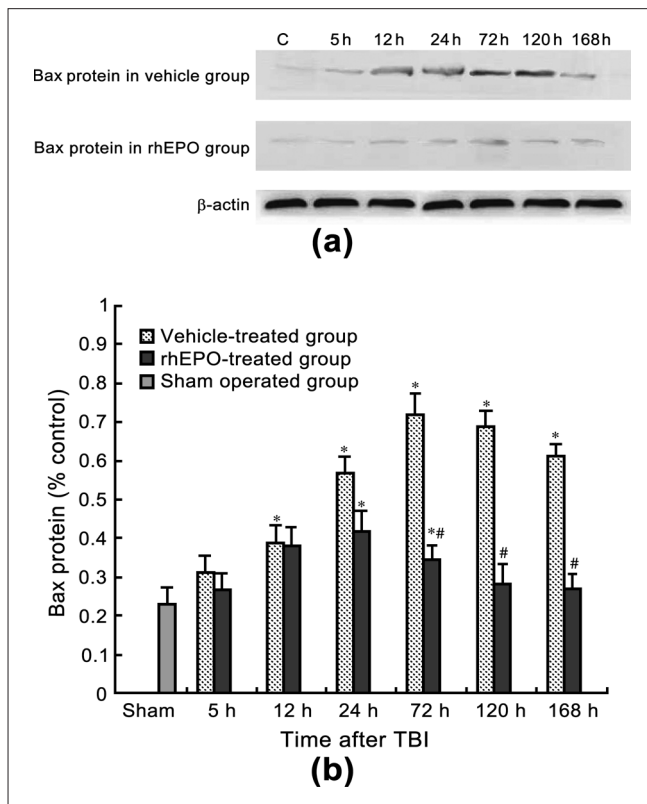 C 5 h 12 h 24 h 72 h 120 h 168 h
Bax protein in vehicle group
Bax protein in rhEPO group
β-actin
(a)
1
0.9
0.8
0.7
0.6
0.5
0.4
0.3
0.2
0.1
0
Bax protein (% control)
Vehicle-treated group
rhEPO-treated group
Sham operated group
*
*
*
*#
*
*
#
*
#
Sham 5 h 12 h 24 h 72 h 120 h 168 h
Time after TBI
(b)